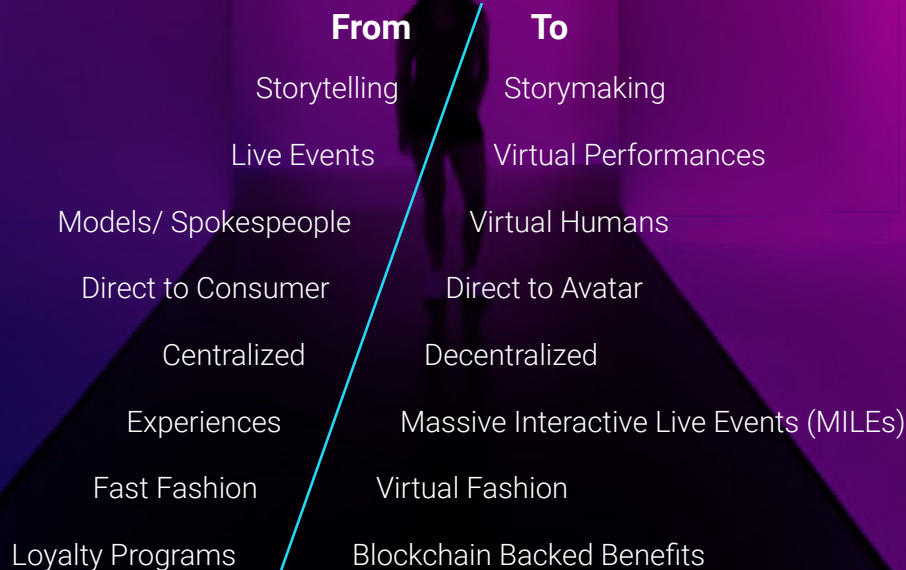 From To
Storytelling Storymaking
Live Events Virtual Performances
Models/ Spokespeople Virtual Humans
Direct to Consumer Direct to Avatar
Centralized Decentralized
Experiences Massive Interactive Live Events (MILEs)
Fast Fashion Virtual Fashion
Loyalty Programs Blockchain Backed Benefits